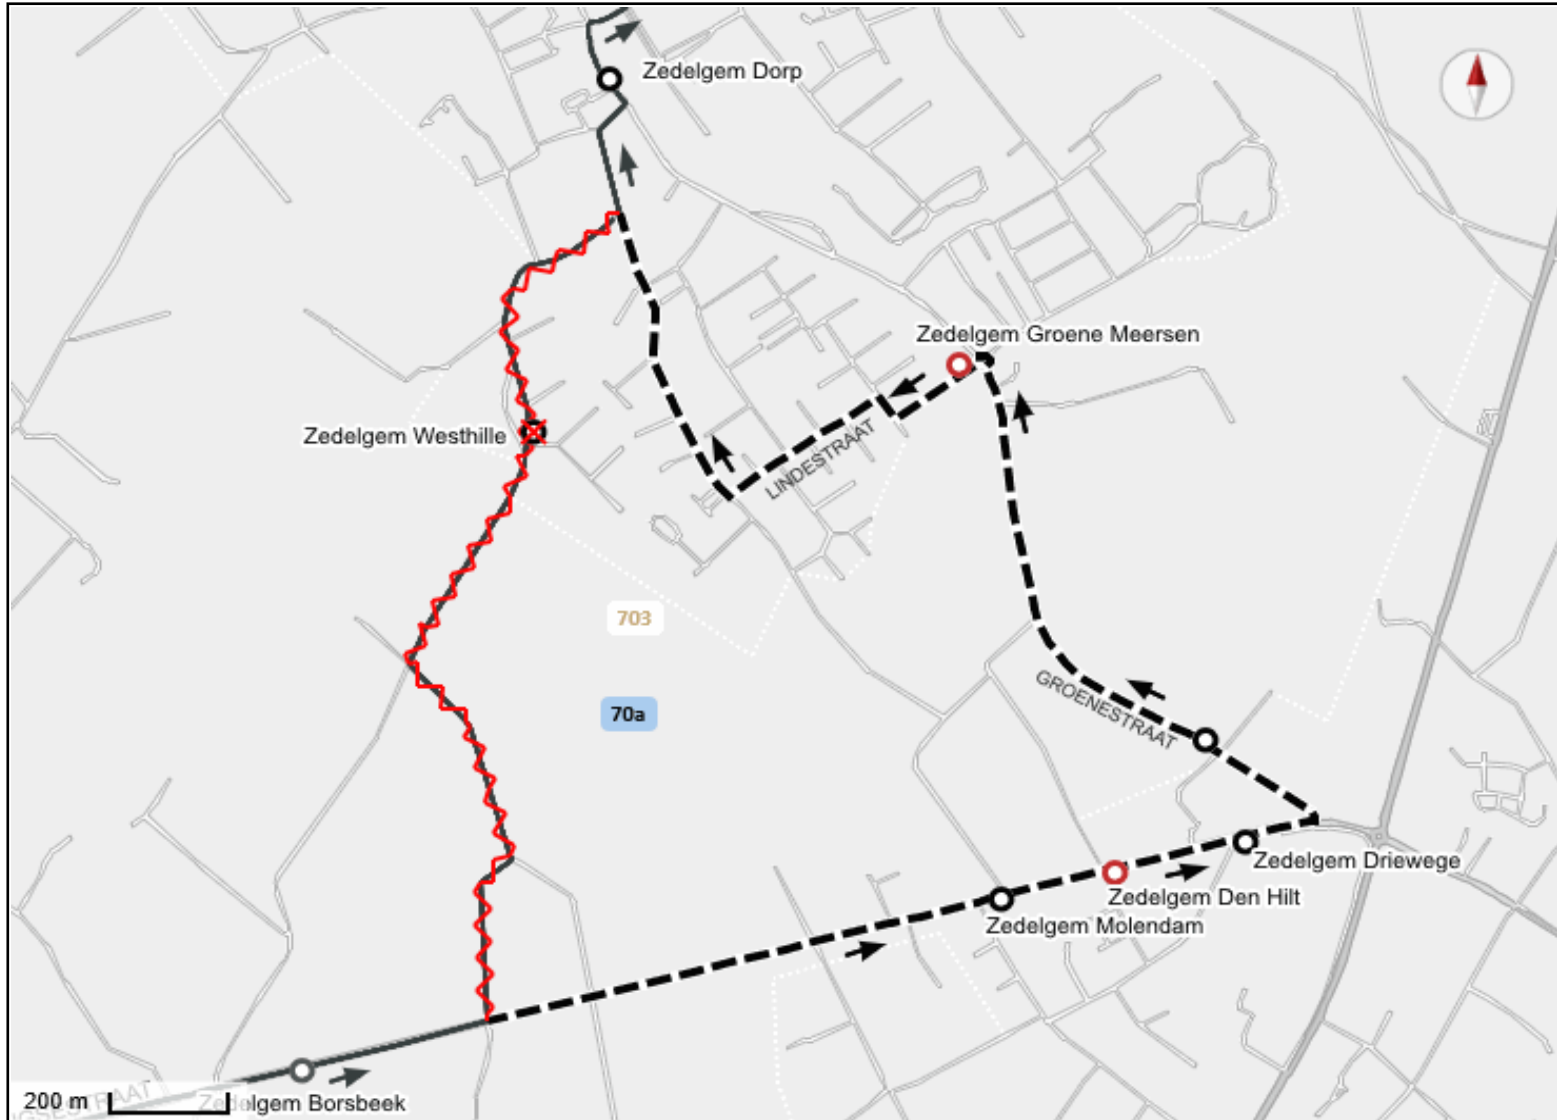 Zedelgem Dorp
Zedelgem Groene Meersen
LINDESTRAAT
Zedelgem Westhille
703
70a
GROENESTRAAT
Zedelgem Driewege
Zedelgem Den Hilt
Zedelgem Molendam
Zedelgem Borsbeek
GSESTRAAT
200 m